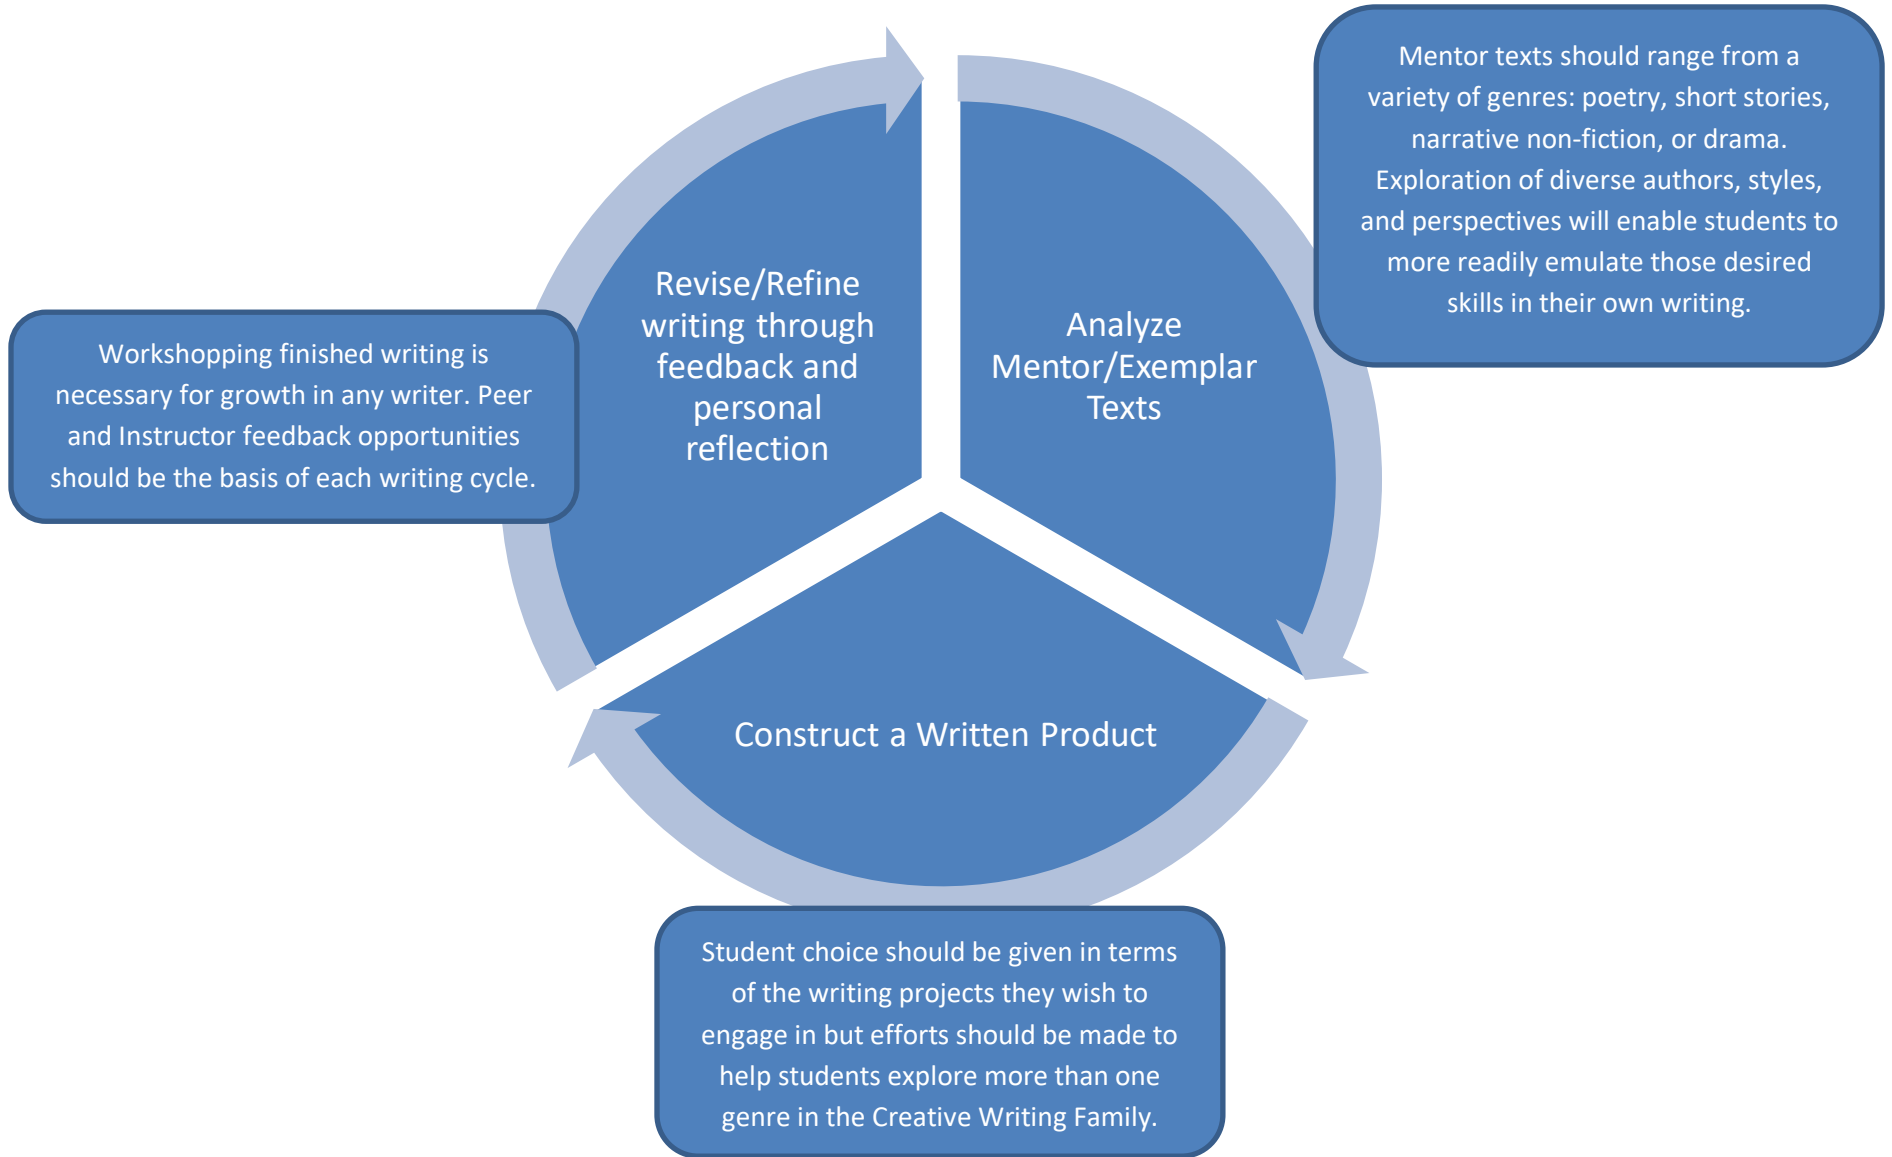 Mentor texts should range from a
variety of genres: poetry, short stories,
narrative non-fiction, or drama.
Exploration of diverse authors, styles,
and perspectives will enable students to
more readily emulate those desired
skills in their own writing.
Analyze
Mentor/Exemplar
Texts
Construct a Written Product
Student choice should be given in terms
of the writing projects they wish to
engage in but efforts should be made to
help students explore more than one
genre in the Creative Writing Family.
Revise/Refine
writing through
feedback and
personal
reflection
Workshopping finished writing is
necessary for growth in any writer. Peer
and Instructor feedback opportunities
should be the basis of each writing cycle.